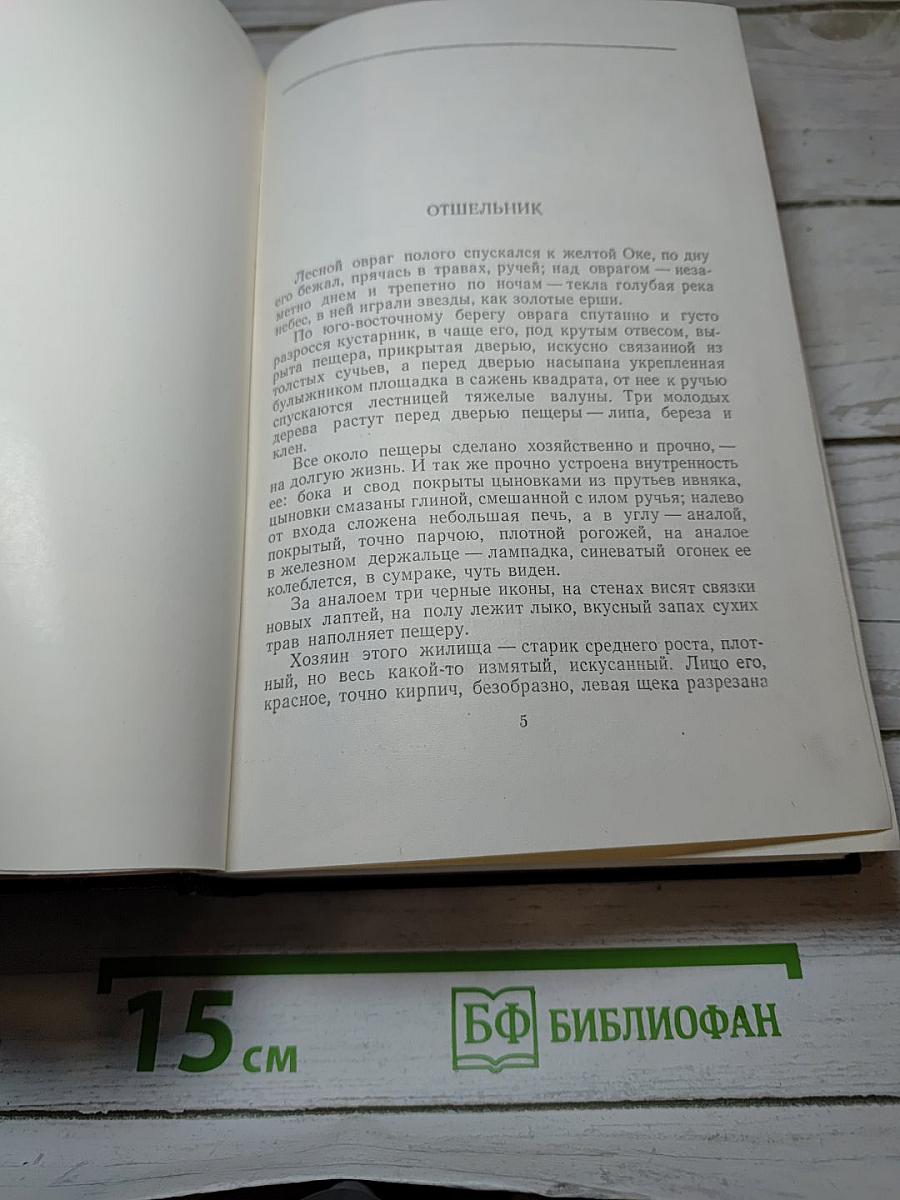 ОТШЕЛЬНИК
Лесной овраг полого спускался к желтой Оке, по дну
его бежал, прячась в травах, ручей; над оврагом — неза-
метно днем и трепетно по ночам — текла голубая река
небес, в ней играли звезды, как золотые ерши.
По юго-восточному берегу оврага спутанно и густо
разросся кустарник, в чаще его, под крутым отвесом, вы-
рыта пещера, прикрытая дверью, искусно связанной из
толстых сучьев, а перед дверью насыпана укрепленная
булыжником площадка в сажень квадрата, от нее к ручью
спускаются лестницей тяжелые валуны. Три молодых
дерева растут перед дверью пещеры — липа, береза и
клен.
Все около пещеры сделано хозяйственно и прочно, —
на долгую жизнь. И так же прочно устроена внутренность
ее: бока и свод покрыты цыновками из прутьев ивняка,
цыновки смазаны глиной, смешанной с илом ручья; налево
от входа сложена небольшая печь, а в углу — аналой,
покрытый, точно парчою, плотной рогожей, на аналое
в железном держальце — лампадка, синеватый огонек ее
колеблется, в сумраке, чуть виден.
За аналоем три черные иконы, на стенах висят связки
новых лаптей, на полу лежит лыко, вкусный запах сухих
трав наполняет пещеру.
Хозяин этого жилища — старик среднего роста, плот-
ный, но весь какой-то измятый, искусанный. Лицо его,
красное, точно кирпич, безобразно, левая щека разрезана
5
15 см
БФ БИБЛИОФАН